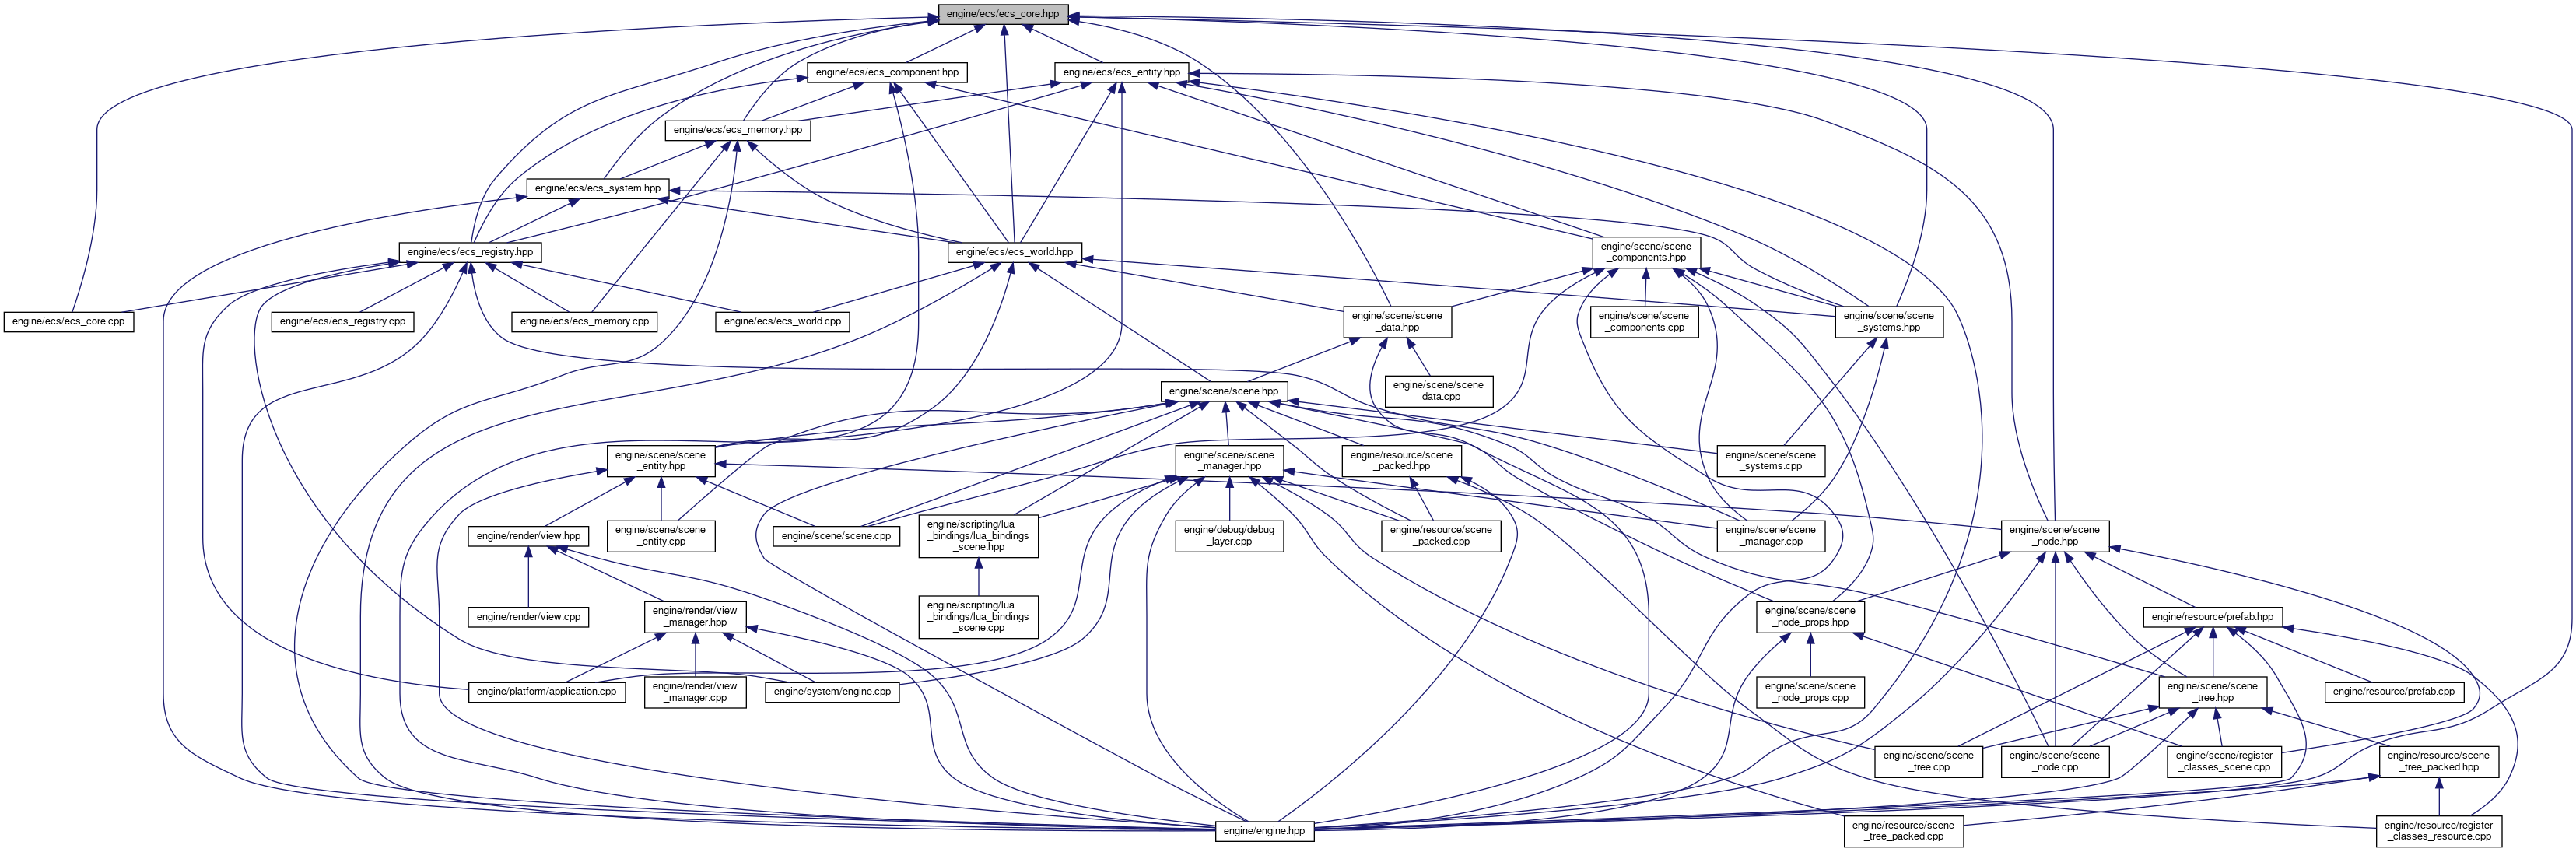 engine/ecs/ecs_core.hpp
engine/ecs/ecs_component.hpp
engine/ecs/ecs_entity.hpp
engine/ecs/ecs_memory.hpp
engine/ecs/ecs_system.hpp
engine/ecs/ecs_registry.hpp
engine/ecs/ecs_world.hpp
engine/scene/scene
_components.hpp
engine/ecs/ecs_core.cpp
engine/ecs/ecs_registry.cpp
engine/ecs/ecs_memory.cpp
engine/ecs/ecs_world.cpp
engine/scene/scene
_data.hpp
engine/scene/scene
_components.cpp
engine/scene/scene
_systems.hpp
engine/scene/scene.hpp
engine/scene/scene
_data.cpp
engine/scene/scene
_entity.hpp
engine/scene/scene
_manager.hpp
engine/resource/scene
_packed.hpp
engine/scene/scene
_systems.cpp
engine/render/view.hpp
engine/scene/scene
_entity.cpp
engine/scene/scene.cpp
engine/scripting/lua
_bindings/lua_bindings
_scene.hpp
engine/debug/debug
_layer.cpp
engine/resource/scene
_packed.cpp
engine/scene/scene
_manager.cpp
engine/scene/scene
_node.hpp
engine/render/view.cpp
engine/render/view
_manager.hpp
engine/scripting/lua
_bindings/lua_bindings
_scene.cpp
engine/scene/scene
_node_props.hpp
engine/resource/prefab.hpp
engine/platform/application.cpp
engine/render/view
_manager.cpp
engine/system/engine.cpp
engine/scene/scene
_node_props.cpp
engine/scene/scene
_tree.hpp
engine/resource/prefab.cpp
engine/scene/scene
_tree.cpp
engine/scene/scene
_node.cpp
engine/scene/register
_classes_scene.cpp
engine/resource/scene
_tree_packed.hpp
engine/engine.hpp
engine/resource/scene
_tree_packed.cpp
engine/resource/register
_classes_resource.cpp